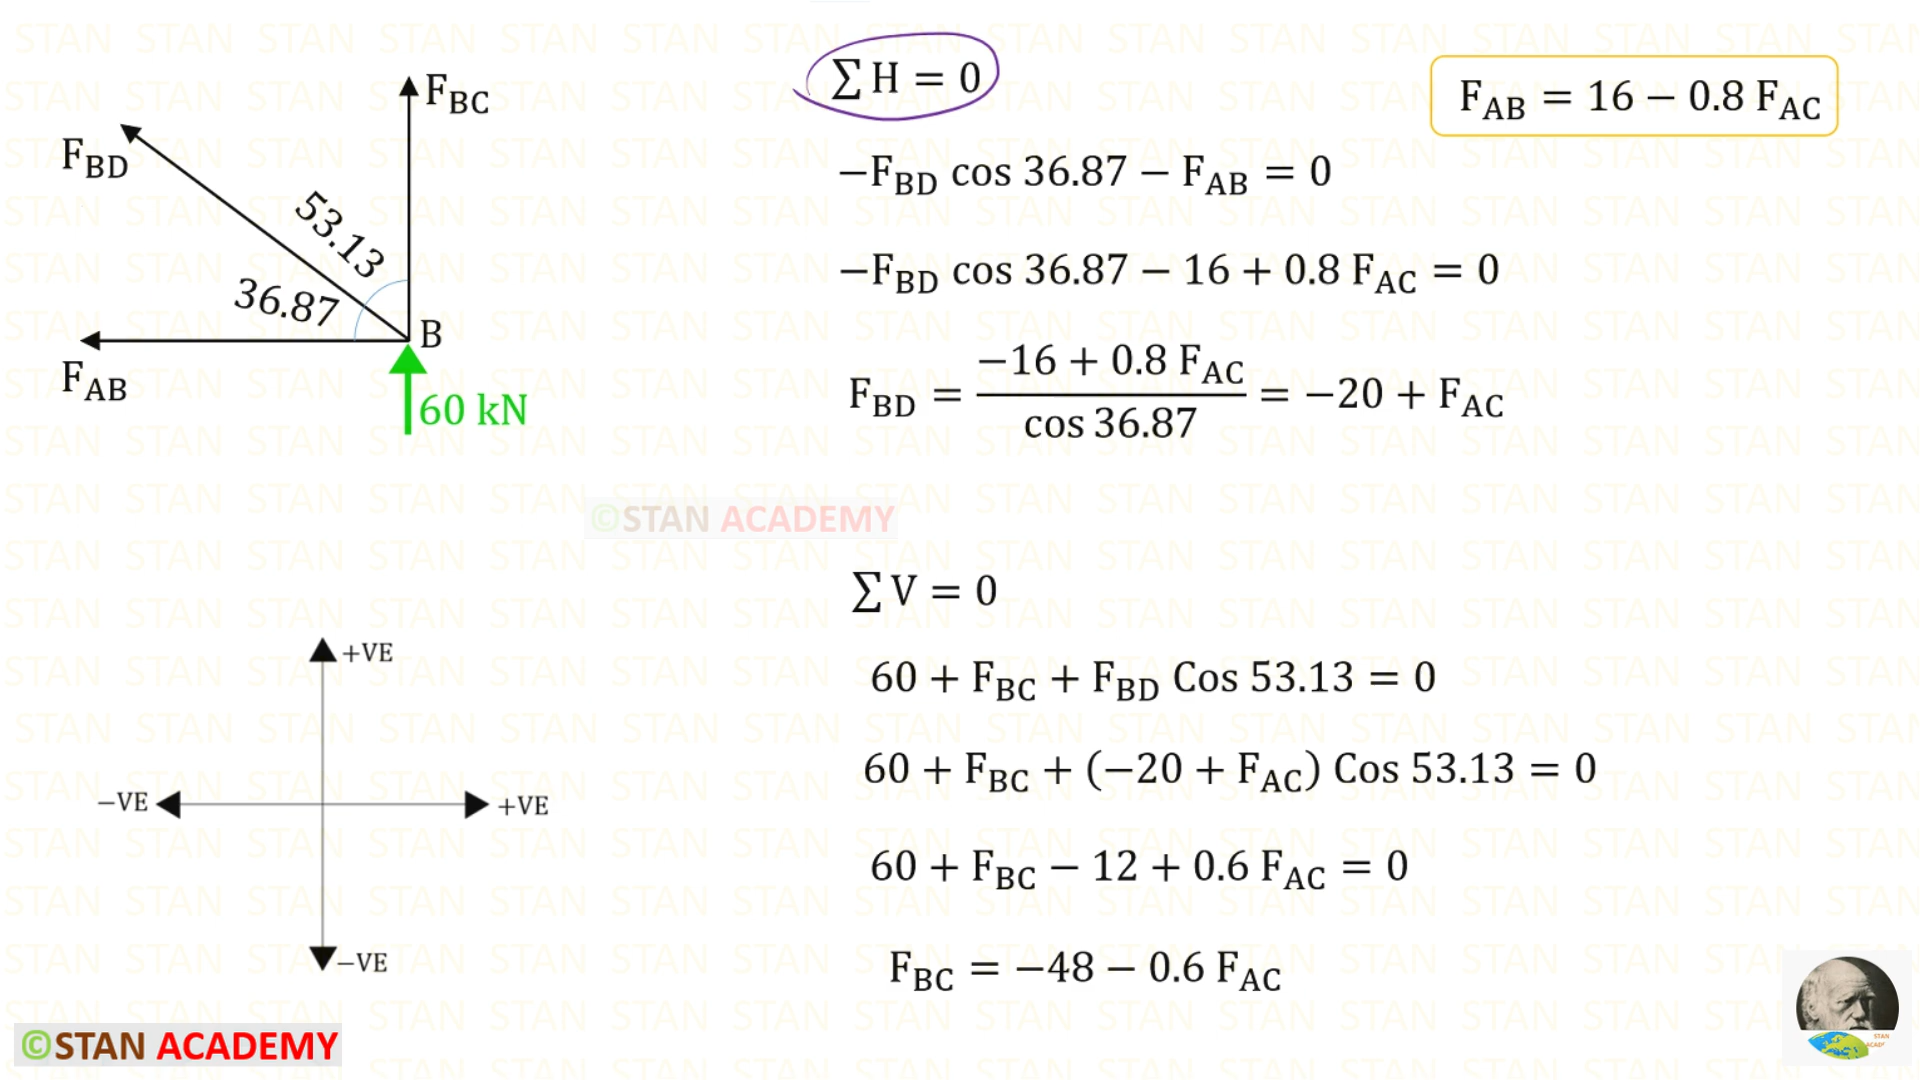 F_BC
F_BD
53.13
36.87
B
F_AB
60 kN
∑ H = 0
F_AB = 16 − 0.8 F_AC
−F_BD cos 36.87 − F_AB = 0
−F_BD cos 36.87 − 16 + 0.8 F_AC = 0
F_BD = (−16 + 0.8 F_AC) / cos 36.87 = −20 + F_AC
©STAN ACADEMY
∑ V = 0
60 + F_BC + F_BD Cos 53.13 = 0
60 + F_BC + (−20 + F_AC) Cos 53.13 = 0
60 + F_BC − 12 + 0.6 F_AC = 0
F_BC = −48 − 0.6 F_AC
+VE
−VE
+VE
−VE
©STAN ACADEMY
STAN